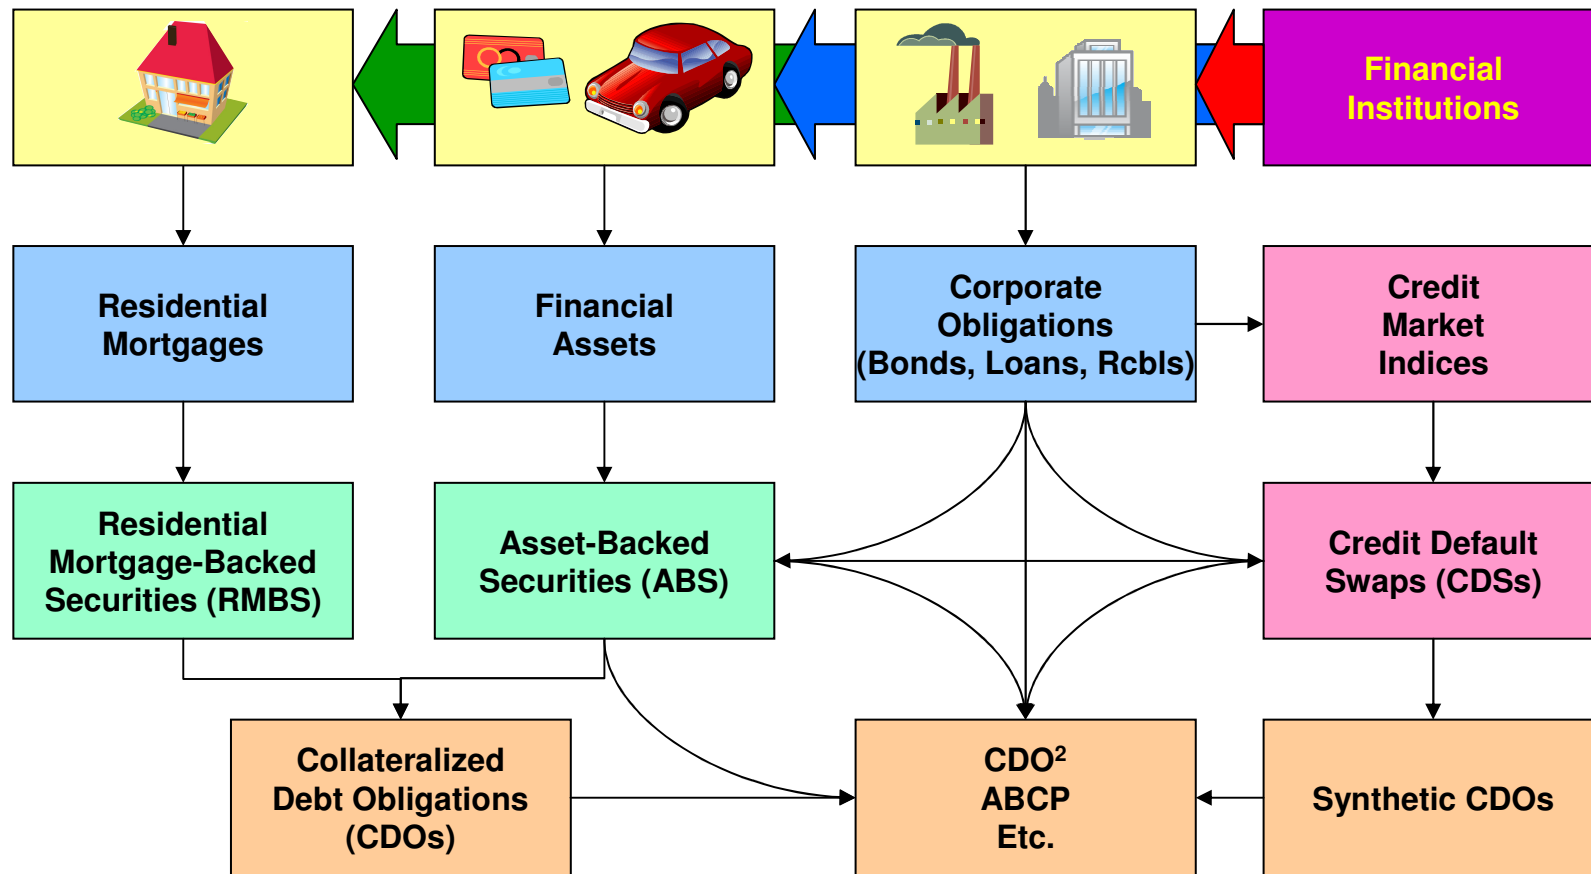 Financial
Institutions
Residential
Mortgages
Financial
Assets
Corporate
Obligations
(Bonds, Loans, Rcbls)
Credit
Market
Indices
Residential
Mortgage-Backed
Securities (RMBS)
Asset-Backed
Securities (ABS)
Credit Default
Swaps (CDSs)
Collateralized
Debt Obligations
(CDOs)
CDO²
ABCP
Etc.
Synthetic CDOs